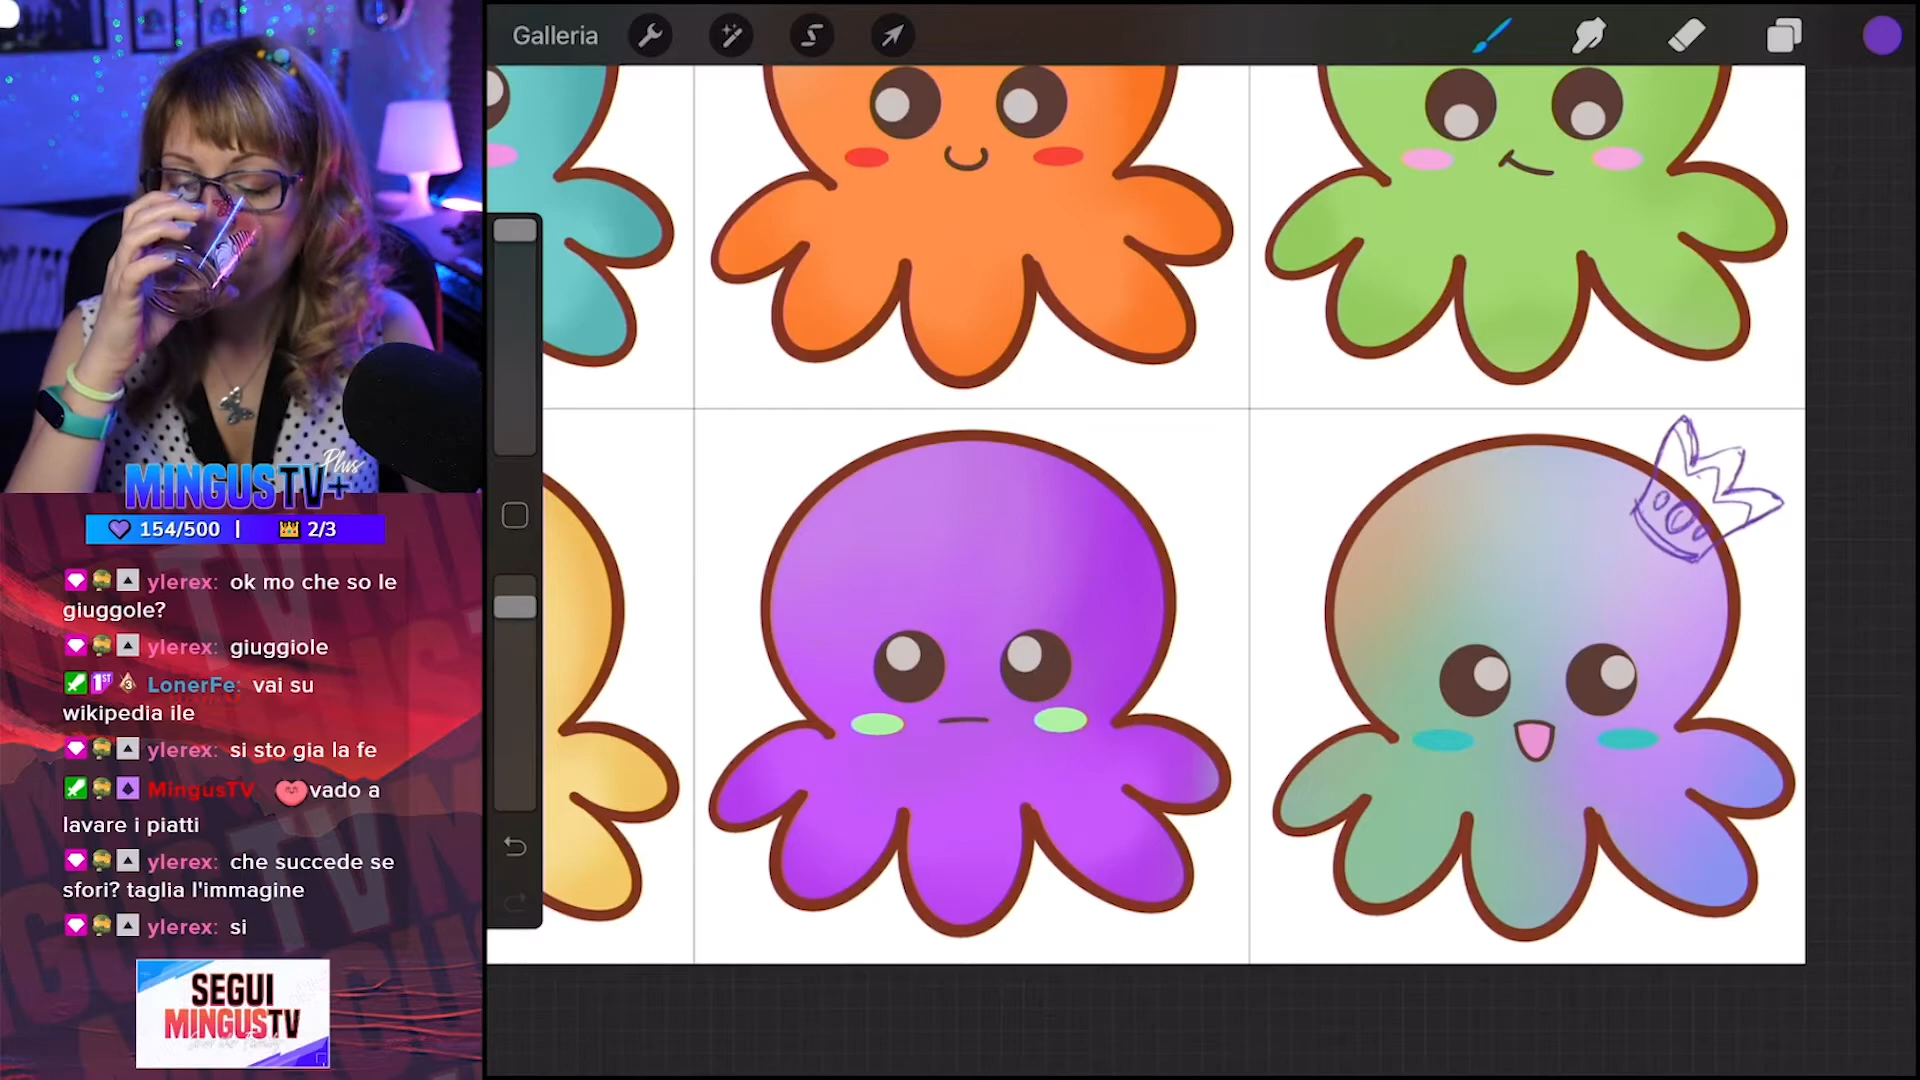 Galleria
MINGUSTV+
Plus
154/500 | 2/3
ylerex: ok mo che so le
giuggole?
ylerex: giuggiole
1ST 3 LonerFe: vai su
wikipedia ile
ylerex: si sto gia la fe
MingusTV vado a
lavare i piatti
ylerex: che succede se
sfori? taglia l'immagine
ylerex: si
SEGUI
MINGUSTV